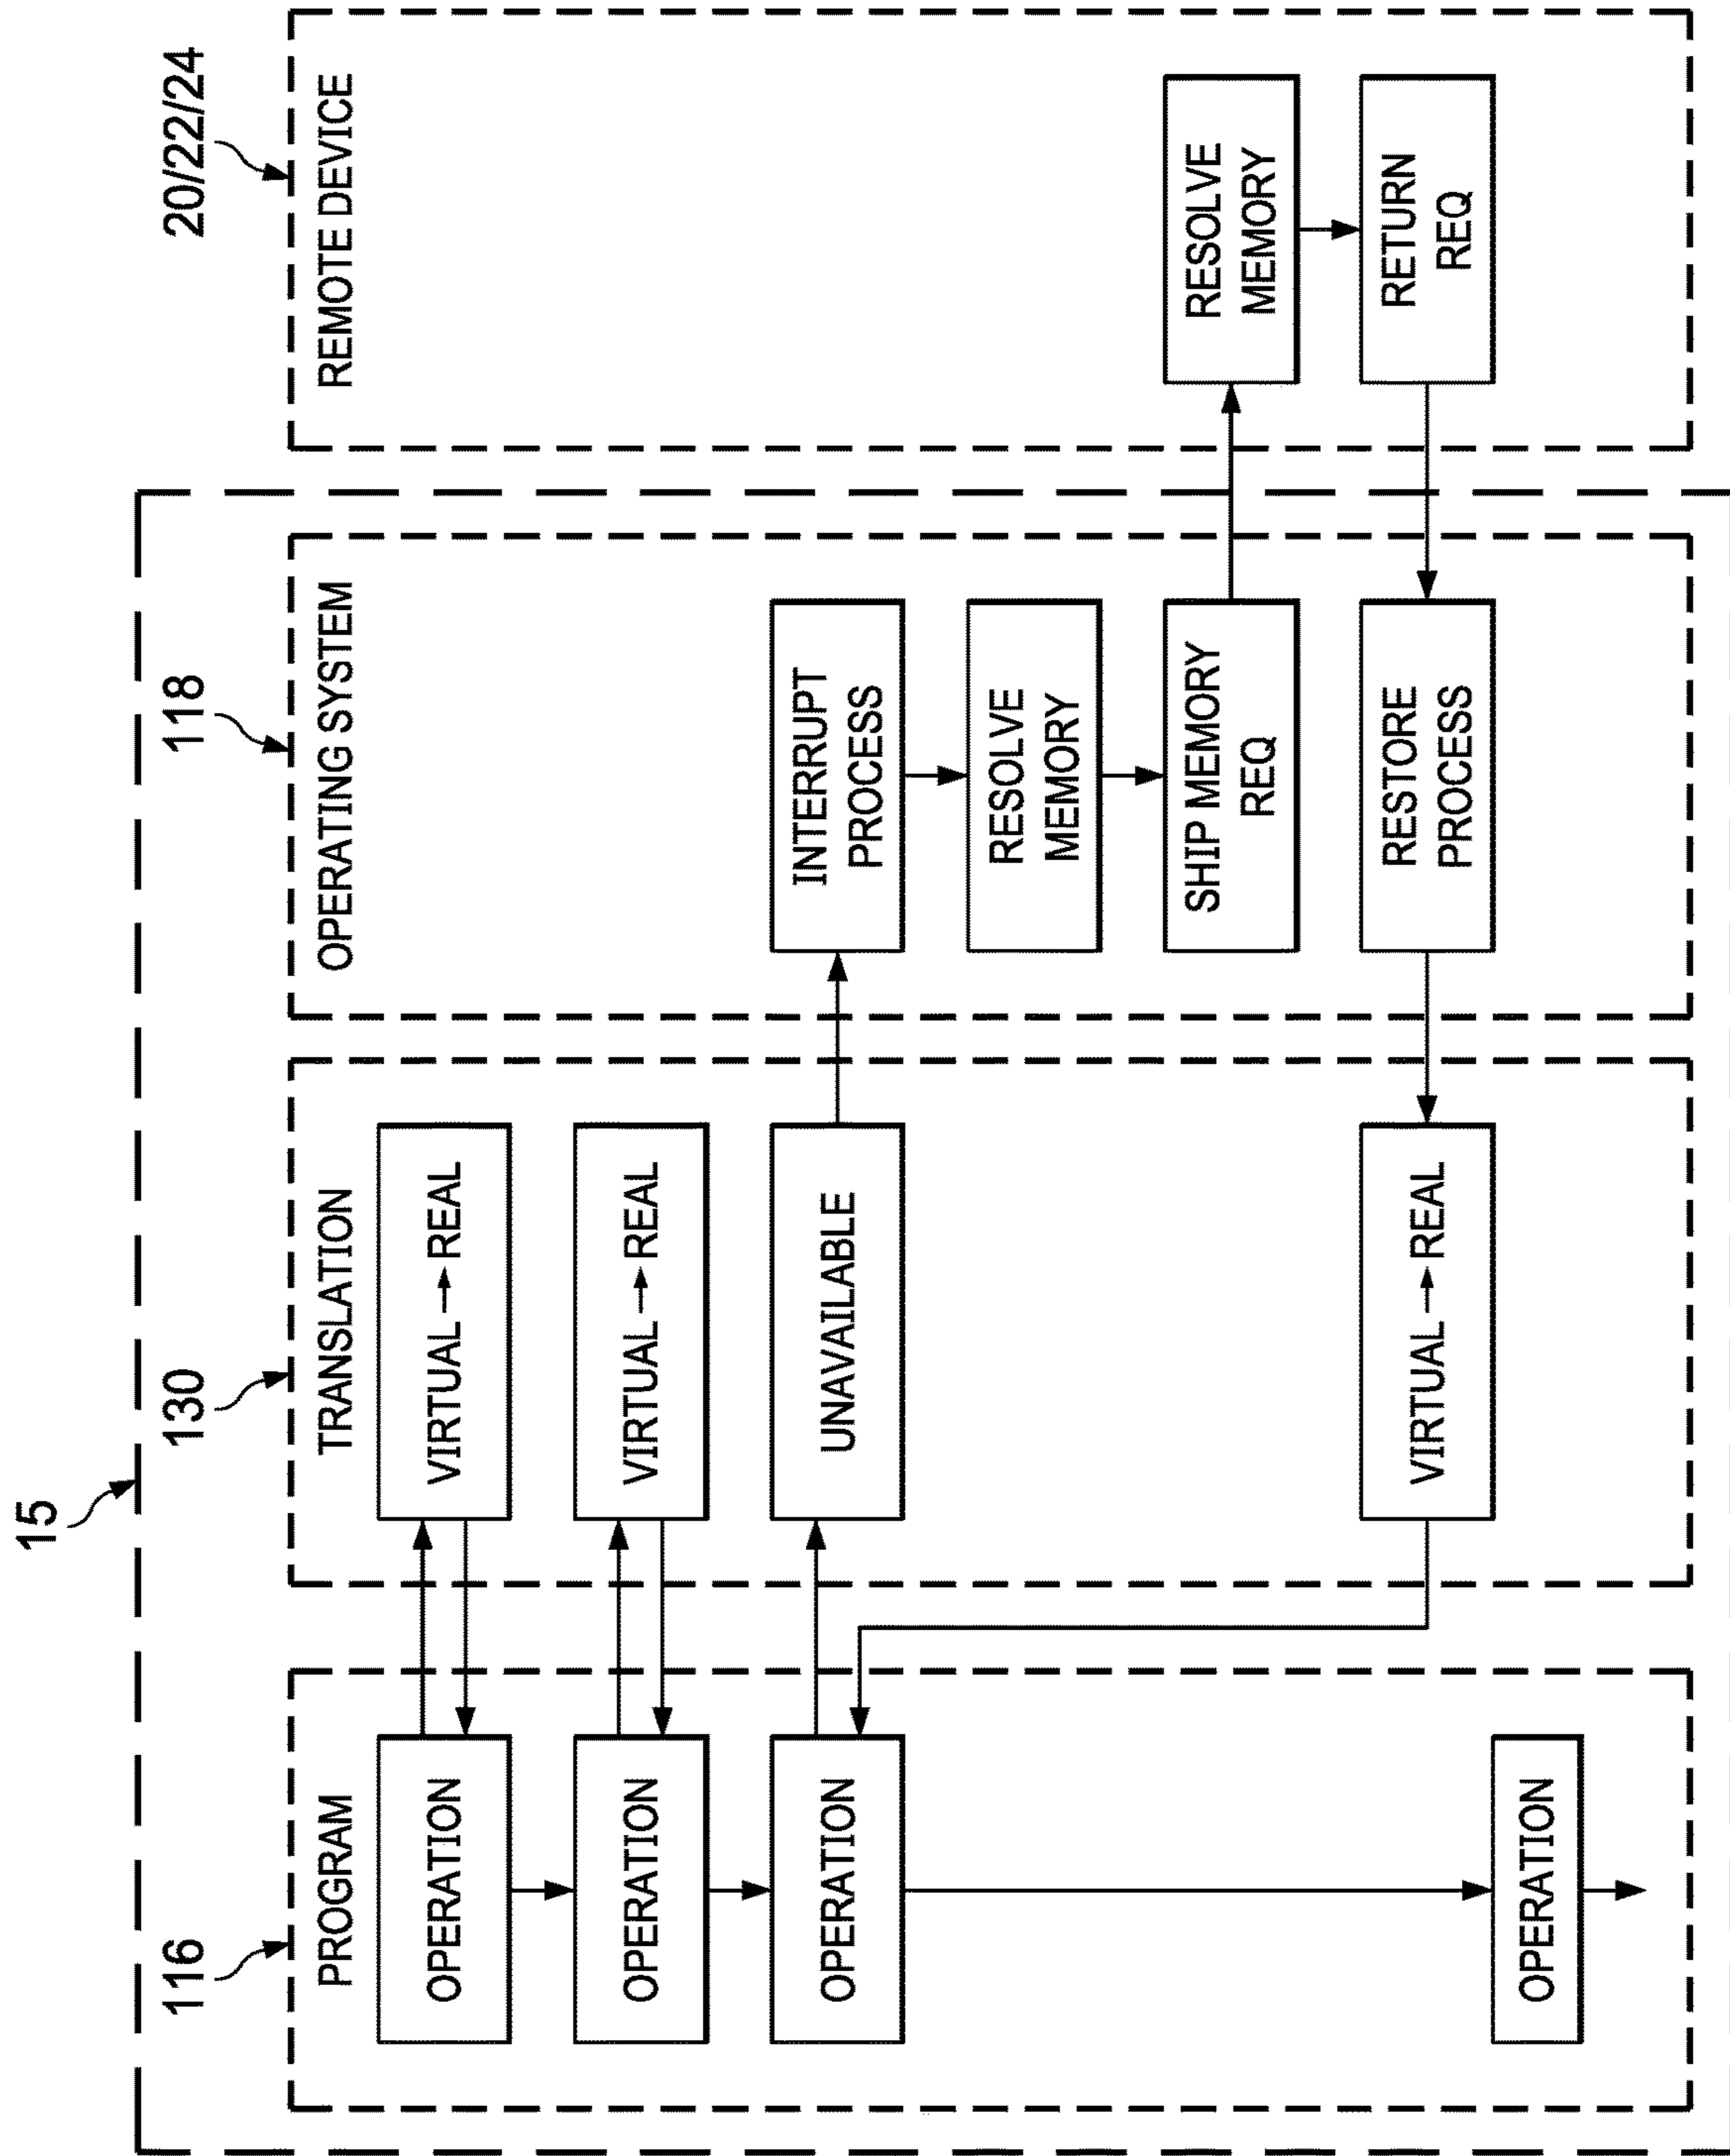 15
116
130
118
20/22/24
PROGRAM
TRANSLATION
OPERATING SYSTEM
REMOTE DEVICE
OPERATION
VIRTUAL → REAL
OPERATION
VIRTUAL → REAL
OPERATION
UNAVAILABLE
INTERRUPT
PROCESS
RESOLVE
MEMORY
SHIP MEMORY
REQ
RESOLVE
MEMORY
VIRTUAL → REAL
RESTORE
PROCESS
RETURN
REQ
OPERATION